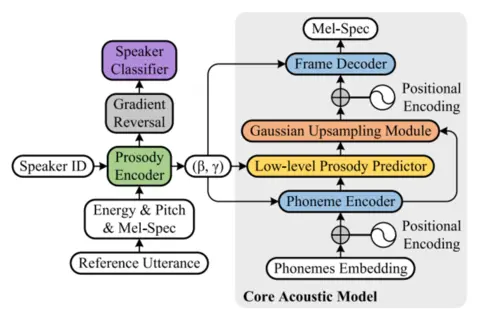 Speaker
Classifier
Gradient
Reversal
Speaker ID
Prosody
Encoder
(β, γ)
Energy & Pitch
& Mel-Spec
Reference Utterance
Mel-Spec
Frame Decoder
Positional
Encoding
Gaussian Upsampling Module
Low-level Prosody Predictor
Phoneme Encoder
Positional
Encoding
Phonemes Embedding
Core Acoustic Model